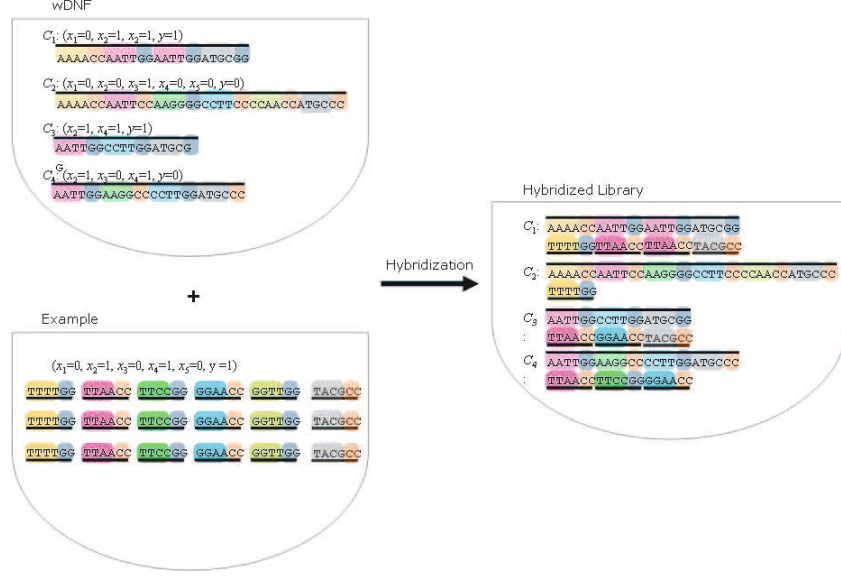 wDNF
C1: (x1=0, x2=1, x2=1, y=1)
AAAACCAATTGGAATTGGATGCGG
C2: (x1=0, x2=0, x3=1, x4=0, x5=0, y=0)
AAAACCAATTCCAAGGGGCCTTCCCCAACCATGCCC
C3: (x2=1, x4=1, y=1)
AATTGGCCTTGGATGCG
G
C4: (x2=1, x3=0, x4=1, y=0)
AATTGGAAGGCCCCTTGGATGCCC
+
Example
(x1=0, x2=1, x3=0, x4=1, x5=0, y=1)
TTTTGG TTAACC TTCCGG GGAACC GGTTGG TACGCC
TTTTGG TTAACC TTCCGG GGAACC GGTTGG TACGCC
TTTTGG TTAACC TTCCGG GGAACC GGTTGG TACGCC
Hybridization
Hybridized Library
C1: AAAACCAATTGGAATTGGATGCGG
TTTTGGTTAACCTTAACCTACGCC
C2: AAAACCAATTCCAAGGGGCCTTCCCCAACCATGCCC
TTTTGG
C3 AATTGGCCTTGGATGCGG
: TTAACCGGAACCTACGCC
C4 AATTGGAAGGCCCCTTGGATGCCC
: TTAACCTTCCGGGGAACC